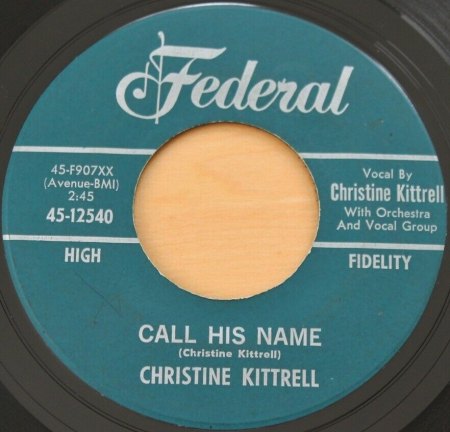 Federal
45-F907XX
(Avenue-BMI)
2:45
45-12540
Vocal By
Christine Kittrell
With Orchestra
And Vocal Group
HIGH
FIDELITY
CALL HIS NAME
(Christine Kittrell)
CHRISTINE KITTRELL